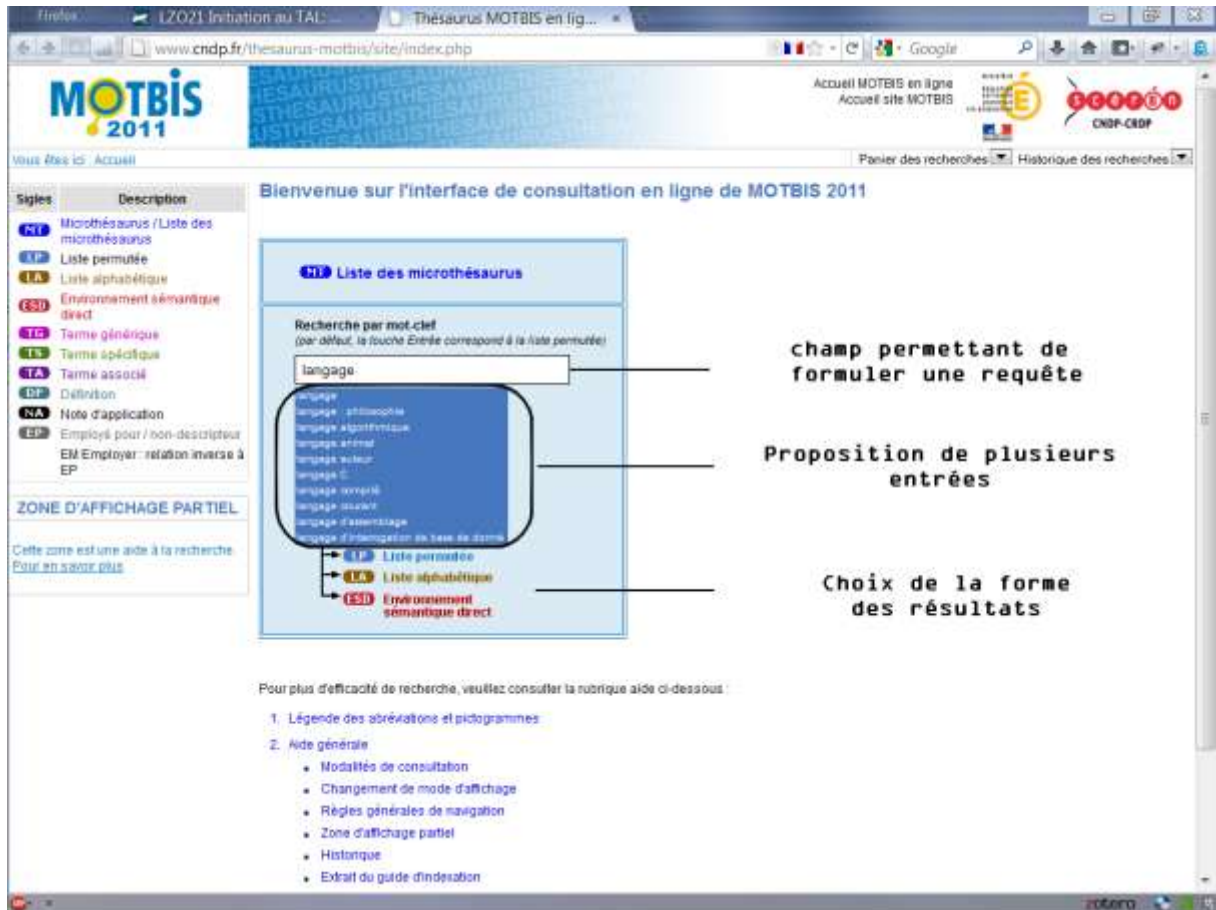 Firefox
LZO21 Initiation au TAL: ...
Thésaurus MOTBIS en lig...
www.cndp.fr/thesaurus-motbis/site/index.php
Google
MOTBIS
2011
Accueil MOTBIS en ligne
Accueil site MOTBIS
scérén
CNDP-CRDP
Vous êtes ici : Accueil
Panier des recherches
Historique des recherches
Sigles Description
MT Microthésaurus / Liste des
microthésaurus
LP Liste permutée
LA Liste alphabétique
ESD Environnement sémantique
direct
TG Terme générique
TS Terme spécifique
TA Terme associé
DF Définition
NA Note d'application
EP Employé pour / non-descripteur
EM Employer : relation inverse à
EP
ZONE D'AFFICHAGE PARTIEL
Cette zone est une aide à la recherche.
Pour en savoir plus
Bienvenue sur l'interface de consultation en ligne de MOTBIS 2011
MT Liste des microthésaurus
Recherche par mot-clef
(par défaut, la touche Entrée correspond à la liste permutée)
langage
langage
langage : philosophie
langage algorithmique
langage animal
langage auteur
langage C
langage compilé
langage courant
langage d'assemblage
langage d'interrogation de base de donné
LP Liste permutée
LA Liste alphabétique
ESD Environnement
sémantique direct
champ permettant de
formuler une requête
Proposition de plusieurs
entrées
Choix de la forme
des résultats
Pour plus d'efficacité de recherche, veuillez consulter la rubrique aide ci-dessous :
1. Légende des abréviations et pictogrammes
2. Aide générale
• Modalités de consultation
• Changement de mode d'affichage
• Règles générales de navigation
• Zone d'affichage partiel
• Historique
• Extrait du guide d'indexation
zotero